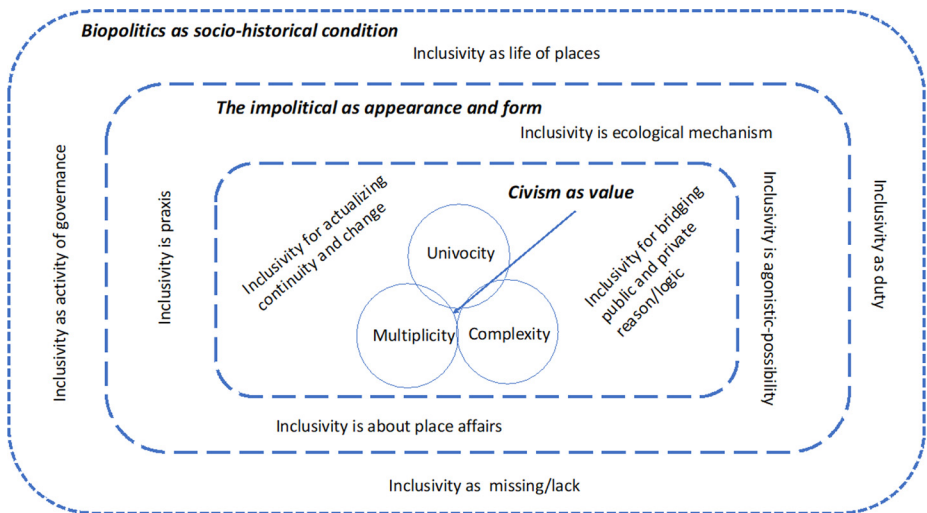 Biopolitics as socio-historical condition
Inclusivity as life of places
The impolitical as appearance and form
Inclusivity is ecological mechanism
Inclusivity as activity of governance
Inclusivity is praxis
Inclusivity for actualizing
continuity and change
Civism as value
Univocity
Multiplicity
Complexity
Inclusivity for bridging
public and private
reason/logic
Inclusivity is agonistic-possibility
Inclusivity as duty
Inclusivity is about place affairs
Inclusivity as missing/lack